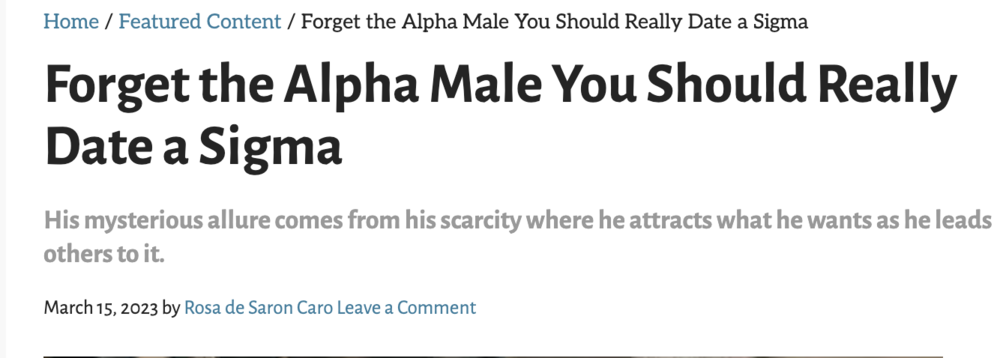 Home / Featured Content / Forget the Alpha Male You Should Really Date a Sigma
Forget the Alpha Male You Should Really
Date a Sigma
His mysterious allure comes from his scarcity where he attracts what he wants as he leads
others to it.
March 15, 2023 by Rosa de Saron Caro Leave a Comment